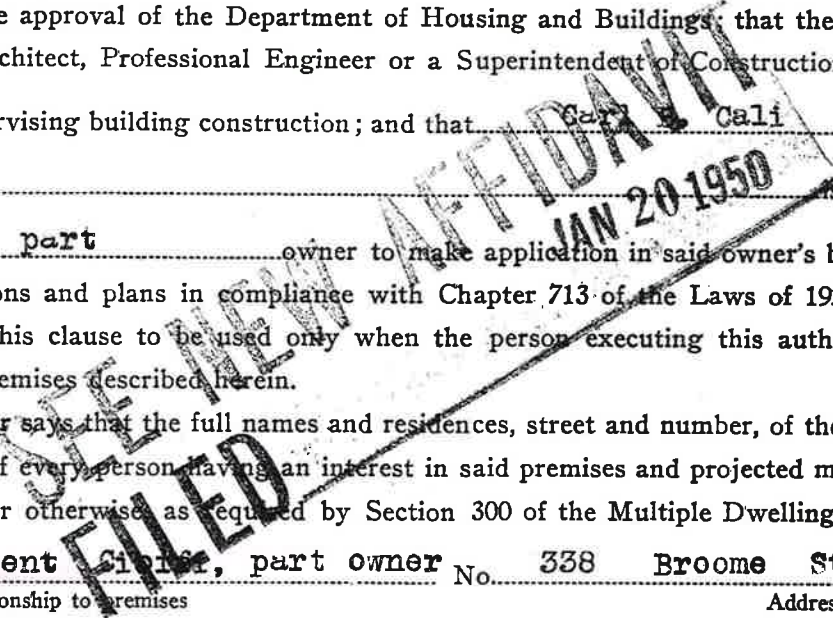 e approval of the Department of Housing and Buildings; that the
chitect, Professional Engineer or a Superintendent of Constructio
rvising building construction; and that Carl Cali
part owner to make application in said owner's b
ons and plans in compliance with Chapter 713 of the Laws of 19
his clause to be used only when the person executing this auth
emises described herein.
r says that the full names and residences, street and number, of the
f every person having an interest in said premises and projected m
r otherwise as required by Section 300 of the Multiple Dwelling
ent part owner No. 338 Broome St
onship to premises Addres
SEE NEW AFFIDAVIT
FILED JAN 20 1950